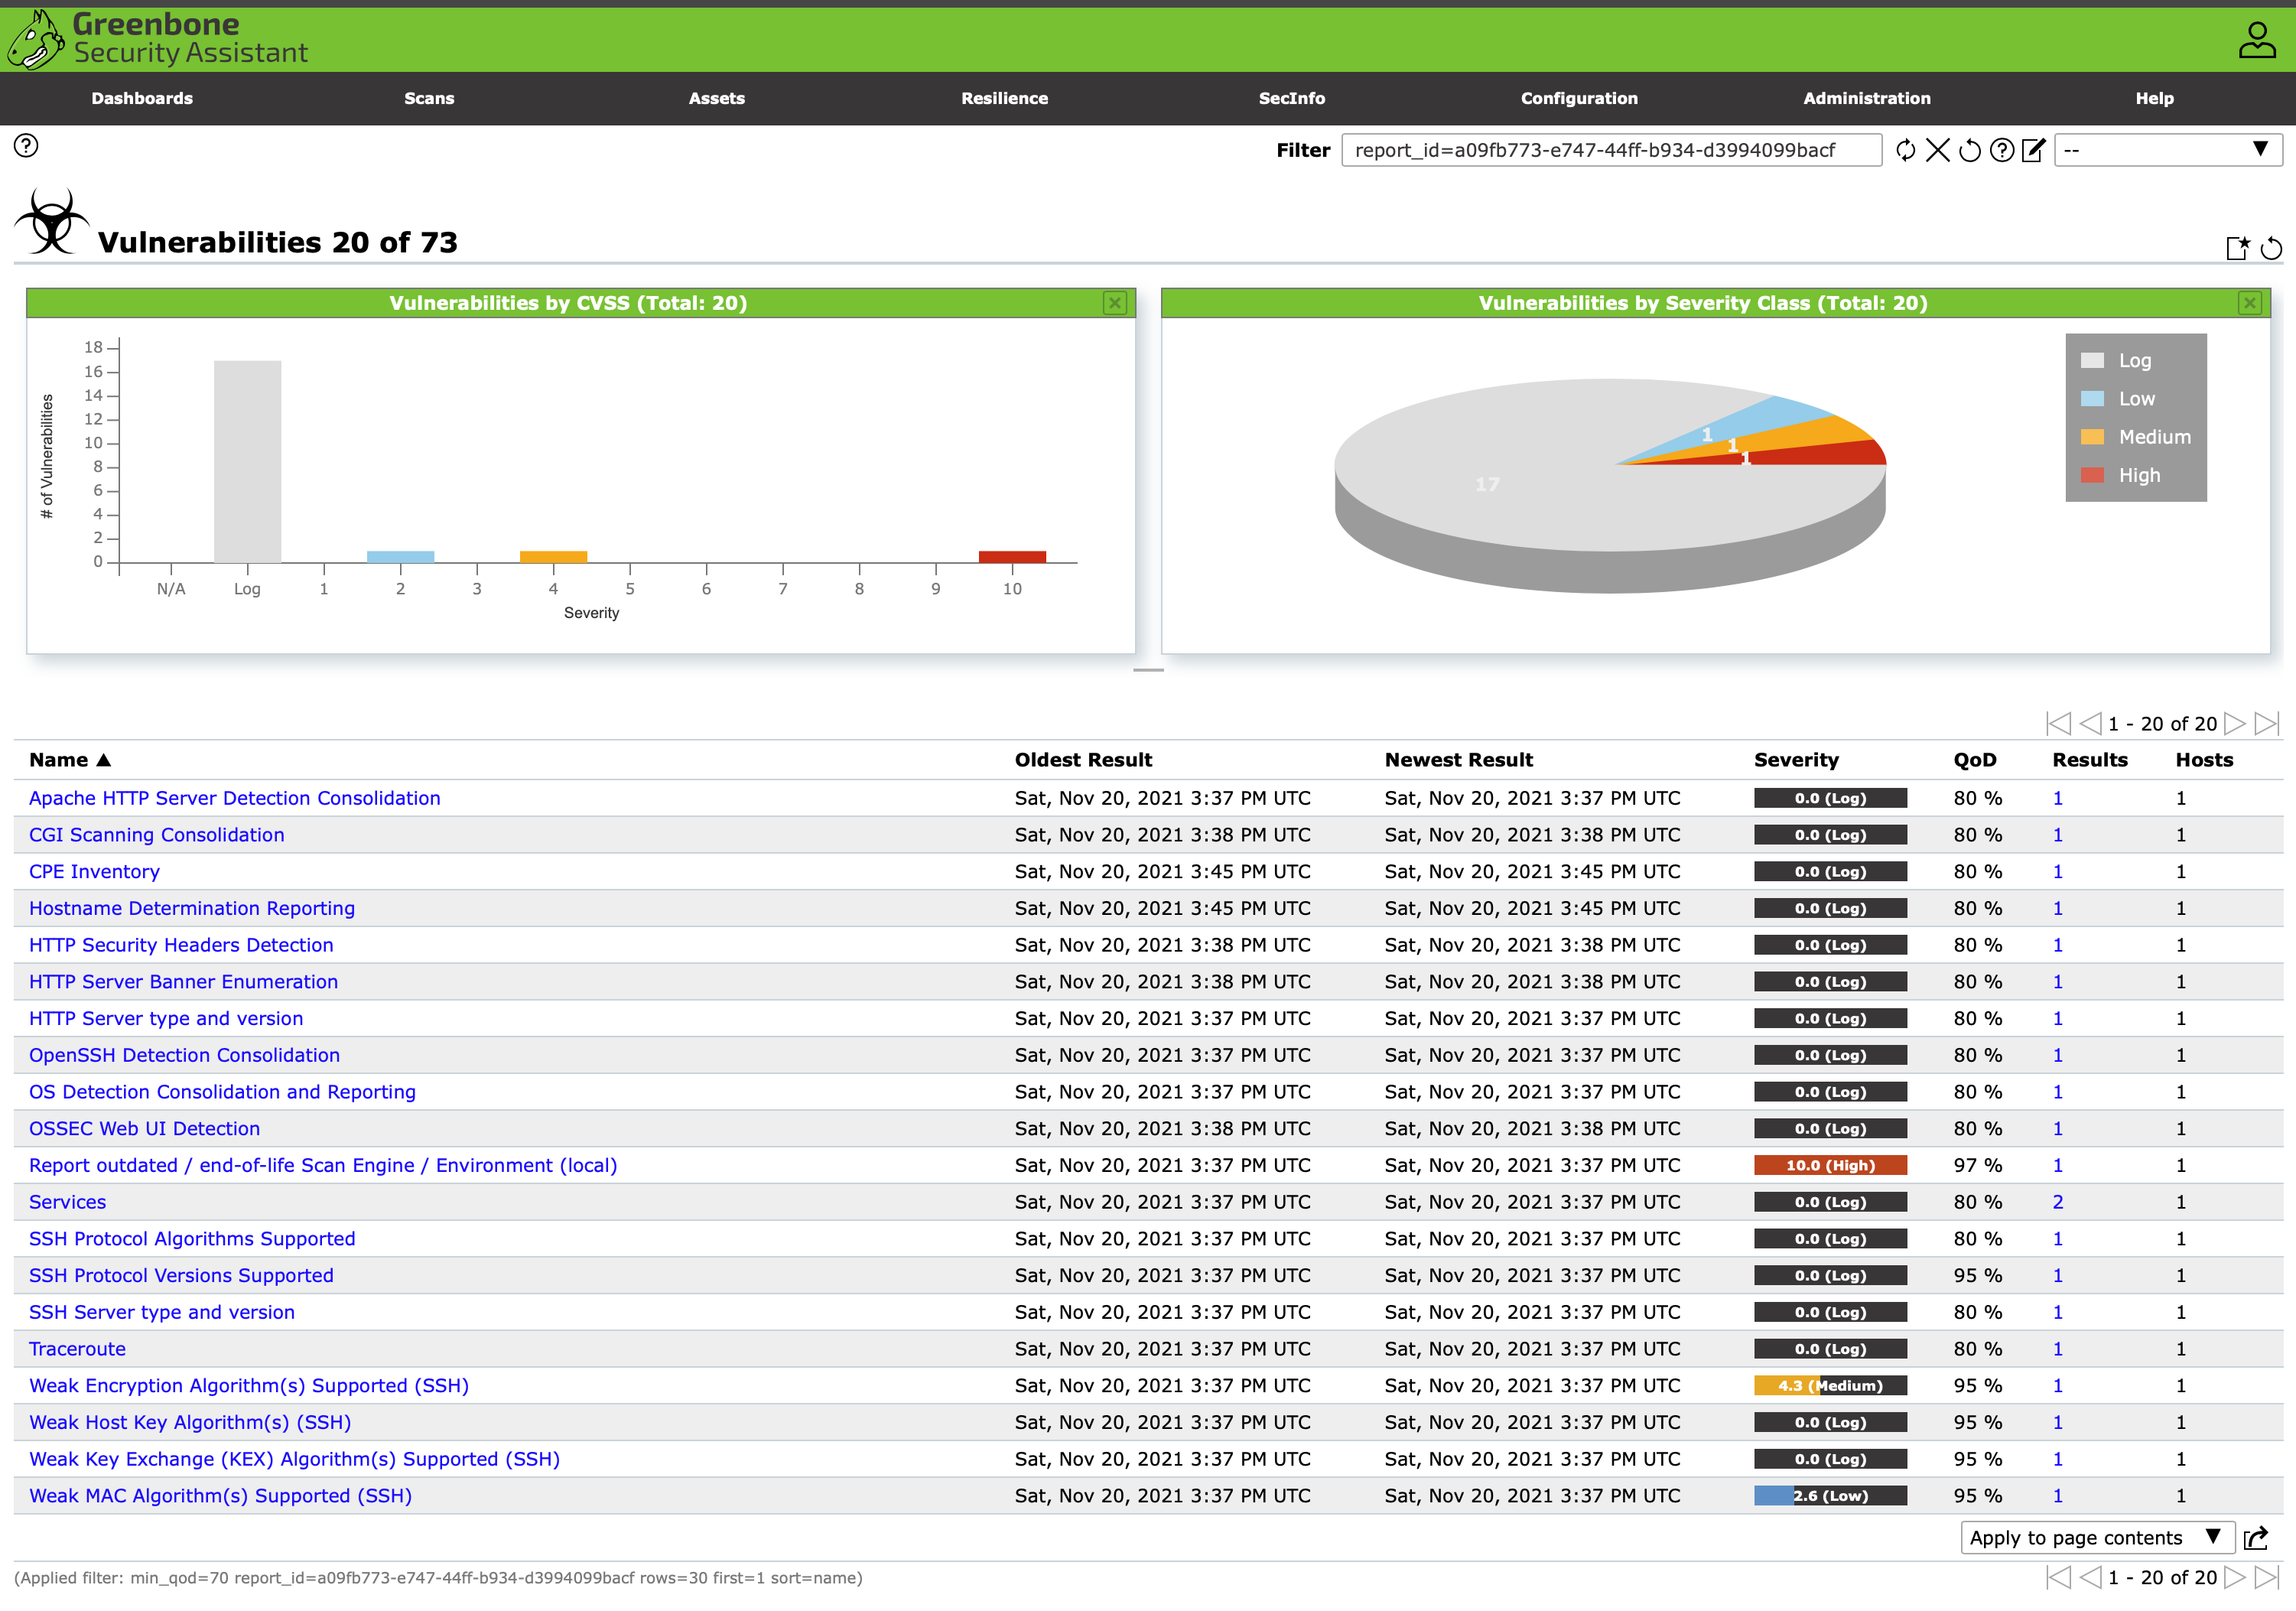 Greenbone
Security Assistant
Dashboards Scans Assets Resilience SecInfo Configuration Administration Help
Filter report_id=a09fb773-e747-44ff-b934-d3994099bacf --
Vulnerabilities 20 of 73
Vulnerabilities by CVSS (Total: 20)
18
16
14
12
10
8
6
4
2
0
# of Vulnerabilities
N/A Log 1 2 3 4 5 6 7 8 9 10
Severity
Vulnerabilities by Severity Class (Total: 20)
1
1
1
17
Log
Low
Medium
High
1 - 20 of 20
Name ▲ Oldest Result Newest Result Severity QoD Results Hosts
Apache HTTP Server Detection Consolidation Sat, Nov 20, 2021 3:37 PM UTC Sat, Nov 20, 2021 3:37 PM UTC 0.0 (Log) 80 % 1 1
CGI Scanning Consolidation Sat, Nov 20, 2021 3:38 PM UTC Sat, Nov 20, 2021 3:38 PM UTC 0.0 (Log) 80 % 1 1
CPE Inventory Sat, Nov 20, 2021 3:45 PM UTC Sat, Nov 20, 2021 3:45 PM UTC 0.0 (Log) 80 % 1 1
Hostname Determination Reporting Sat, Nov 20, 2021 3:45 PM UTC Sat, Nov 20, 2021 3:45 PM UTC 0.0 (Log) 80 % 1 1
HTTP Security Headers Detection Sat, Nov 20, 2021 3:38 PM UTC Sat, Nov 20, 2021 3:38 PM UTC 0.0 (Log) 80 % 1 1
HTTP Server Banner Enumeration Sat, Nov 20, 2021 3:38 PM UTC Sat, Nov 20, 2021 3:38 PM UTC 0.0 (Log) 80 % 1 1
HTTP Server type and version Sat, Nov 20, 2021 3:37 PM UTC Sat, Nov 20, 2021 3:37 PM UTC 0.0 (Log) 80 % 1 1
OpenSSH Detection Consolidation Sat, Nov 20, 2021 3:37 PM UTC Sat, Nov 20, 2021 3:37 PM UTC 0.0 (Log) 80 % 1 1
OS Detection Consolidation and Reporting Sat, Nov 20, 2021 3:37 PM UTC Sat, Nov 20, 2021 3:37 PM UTC 0.0 (Log) 80 % 1 1
OSSEC Web UI Detection Sat, Nov 20, 2021 3:38 PM UTC Sat, Nov 20, 2021 3:38 PM UTC 0.0 (Log) 80 % 1 1
Report outdated / end-of-life Scan Engine / Environment (local) Sat, Nov 20, 2021 3:37 PM UTC Sat, Nov 20, 2021 3:37 PM UTC 10.0 (High) 97 % 1 1
Services Sat, Nov 20, 2021 3:37 PM UTC Sat, Nov 20, 2021 3:37 PM UTC 0.0 (Log) 80 % 2 1
SSH Protocol Algorithms Supported Sat, Nov 20, 2021 3:37 PM UTC Sat, Nov 20, 2021 3:37 PM UTC 0.0 (Log) 80 % 1 1
SSH Protocol Versions Supported Sat, Nov 20, 2021 3:37 PM UTC Sat, Nov 20, 2021 3:37 PM UTC 0.0 (Log) 95 % 1 1
SSH Server type and version Sat, Nov 20, 2021 3:37 PM UTC Sat, Nov 20, 2021 3:37 PM UTC 0.0 (Log) 80 % 1 1
Traceroute Sat, Nov 20, 2021 3:37 PM UTC Sat, Nov 20, 2021 3:37 PM UTC 0.0 (Log) 80 % 1 1
Weak Encryption Algorithm(s) Supported (SSH) Sat, Nov 20, 2021 3:37 PM UTC Sat, Nov 20, 2021 3:37 PM UTC 4.3 (Medium) 95 % 1 1
Weak Host Key Algorithm(s) (SSH) Sat, Nov 20, 2021 3:37 PM UTC Sat, Nov 20, 2021 3:37 PM UTC 0.0 (Log) 95 % 1 1
Weak Key Exchange (KEX) Algorithm(s) Supported (SSH) Sat, Nov 20, 2021 3:37 PM UTC Sat, Nov 20, 2021 3:37 PM UTC 0.0 (Log) 95 % 1 1
Weak MAC Algorithm(s) Supported (SSH) Sat, Nov 20, 2021 3:37 PM UTC Sat, Nov 20, 2021 3:37 PM UTC 2.6 (Low) 95 % 1 1
Apply to page contents ▼
(Applied filter: min_qod=70 report_id=a09fb773-e747-44ff-b934-d3994099bacf rows=30 first=1 sort=name) 1 - 20 of 20